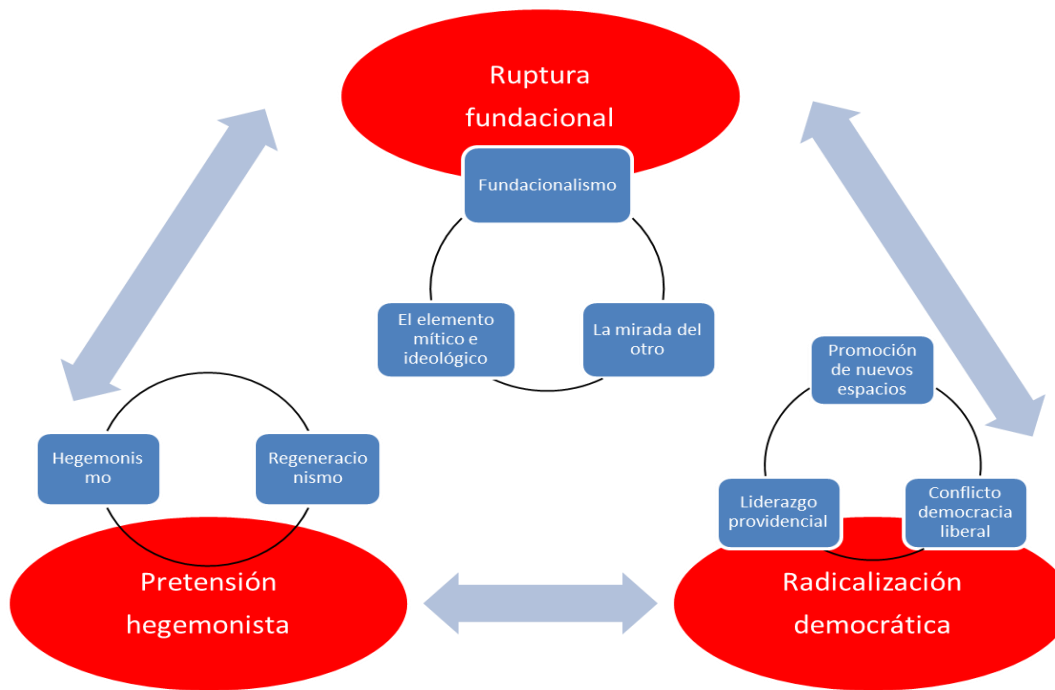 Ruptura
fundacional
Fundacionalismo
El elemento
mítico e
ideológico
La mirada del
otro
Promoción
de nuevos
espacios
Hegemonis
mo
Regeneracio
nismo
Liderazgo
providencial
Conflicto
democracia
liberal
Pretensión
hegemonista
Radicalización
democrática